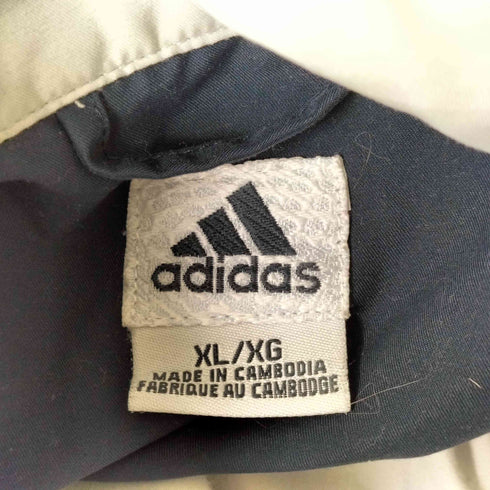 adidas
XL/XG
MADE IN CAMBODIA
FABRIQUE AU CAMBODGE